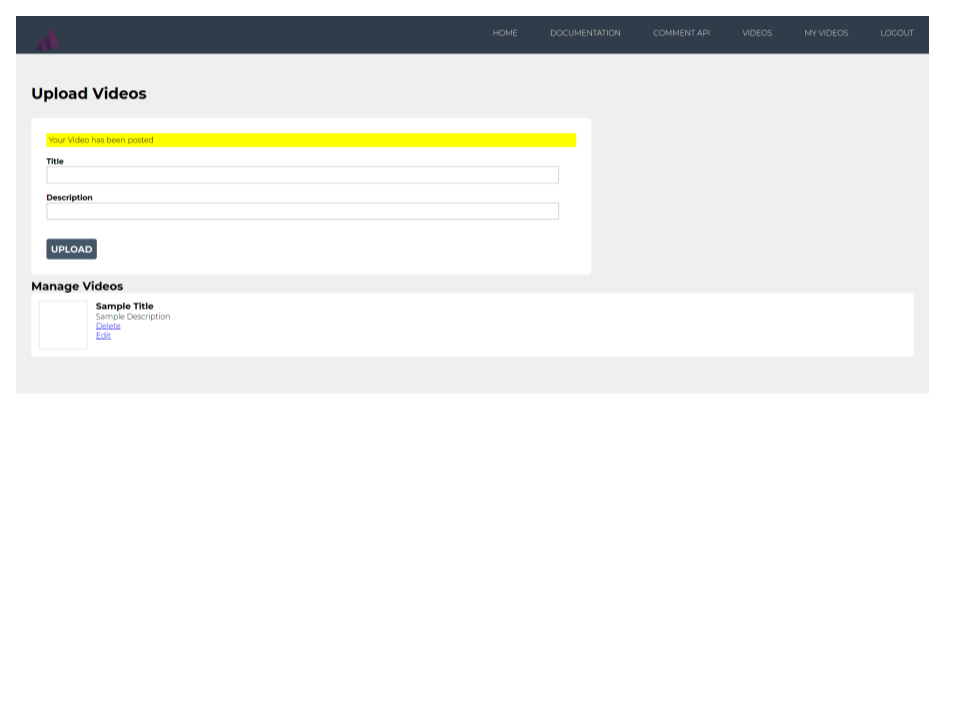 HOME DOCUMENTATION COMMENT API VIDEOS MY VIDEOS LOGOUT
Upload Videos
Your Video has been posted
Title
Description
UPLOAD
Manage Videos
Sample Title
Sample Description
Delete
Edit